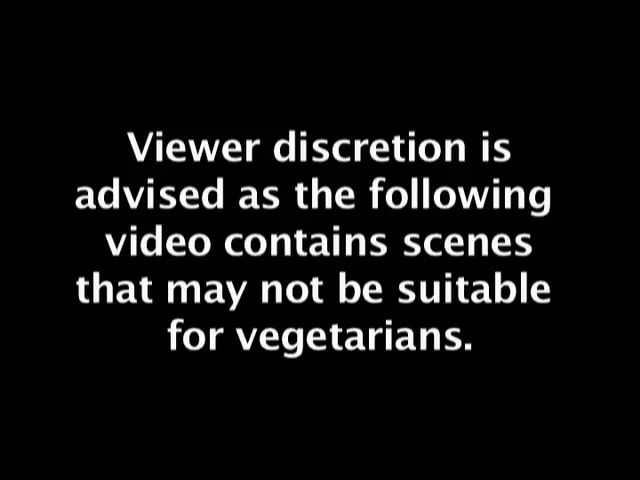 Viewer discretion is
advised as the following
video contains scenes
that may not be suitable
for vegetarians.